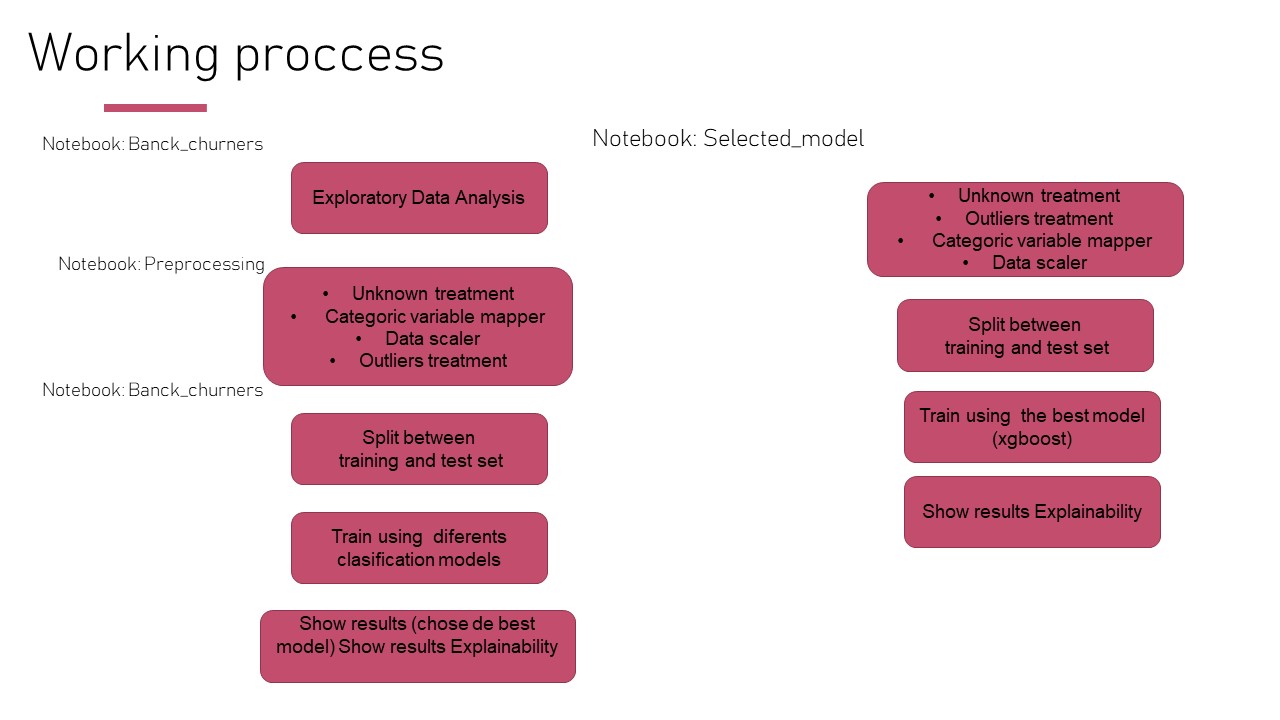 Working proccess
Notebook: Banck_churners
Exploratory Data Analysis
Notebook: Preprocessing
• Unknown treatment
• Categoric variable mapper
• Data scaler
• Outliers treatment
Notebook: Banck_churners
Split between
training and test set
Train using diferents
clasification models
Show results (chose de best
model) Show results Explainability
Notebook: Selected_model
• Unknown treatment
• Outliers treatment
• Categoric variable mapper
• Data scaler
Split between
training and test set
Train using the best model
(xgboost)
Show results Explainability